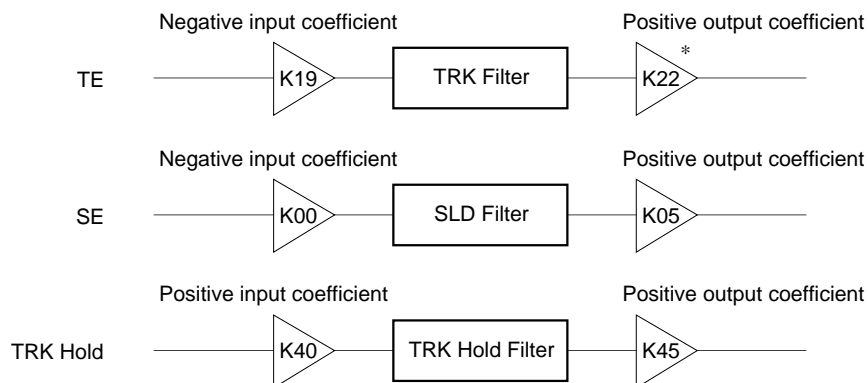 Negative input coefficient Positive output coefficient
TE K19 TRK Filter K22 *
Negative input coefficient Positive output coefficient
SE K00 SLD Filter K05
Positive input coefficient Positive output coefficient
TRK Hold K40 TRK Hold Filter K45